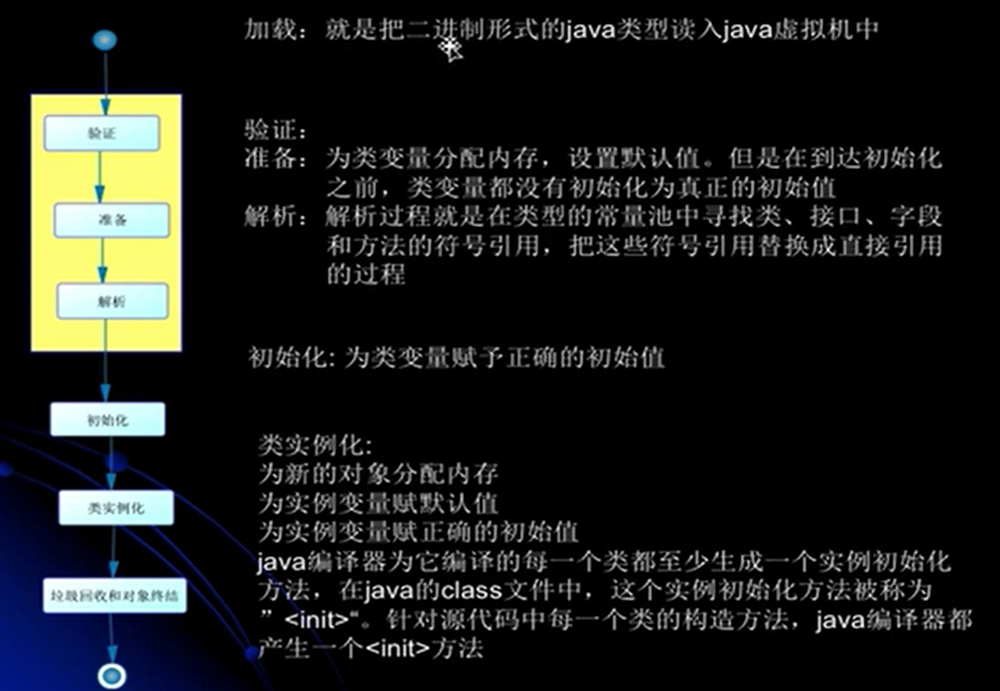 加载：就是把二进制形式的java类型读入java虚拟机中
验证：
准备：为类变量分配内存，设置默认值。但是在到达初始化
之前，类变量都没有初始化为真正的初始值
解析：解析过程就是在类型的常量池中寻找类、接口、字段
和方法的符号引用，把这些符号引用替换成直接引用
的过程
初始化: 为类变量赋予正确的初始值
类实例化:
为新的对象分配内存
为实例变量赋默认值
为实例变量赋正确的初始值
java编译器为它编译的每一个类都至少生成一个实例初始化
方法，在java的class文件中，这个实例初始化方法被称为
”<init>“。针对源代码中每一个类的构造方法，java编译器都
产生一个<init>方法
验证
准备
解析
初始化
类实例化
垃圾回收和对象终结